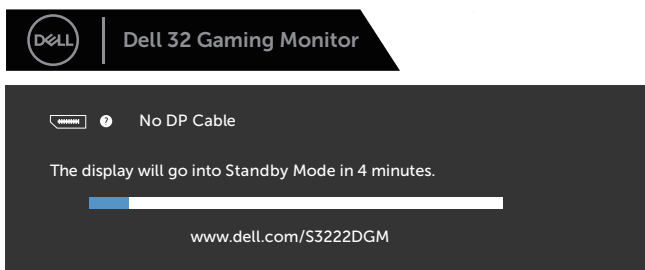 DELL
Dell 32 Gaming Monitor
? No DP Cable
The display will go into Standby Mode in 4 minutes.
www.dell.com/S3222DGM